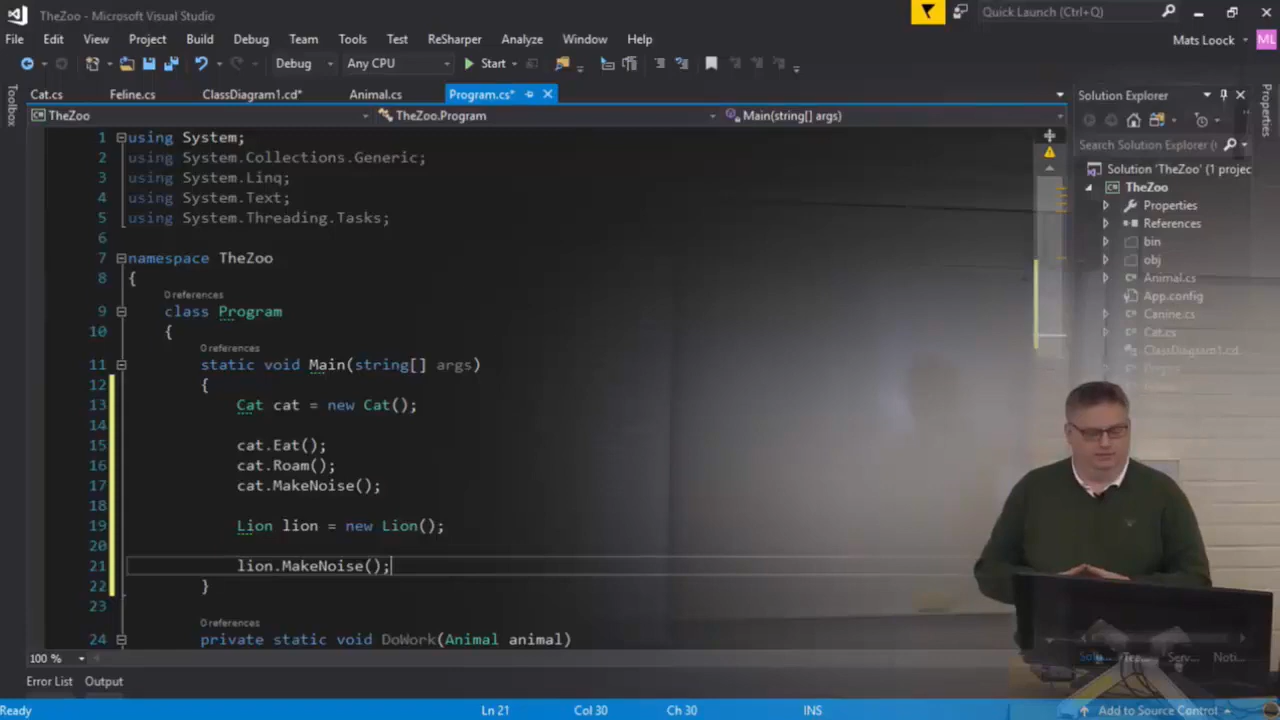 TheZoo - Microsoft Visual Studio
Quick Launch (Ctrl+Q)
File Edit View Project Build Debug Team Tools Test ReSharper Analyze Window Help
Mats Loock ML
Debug Any CPU Start
Toolbox
Cat.cs Feline.cs ClassDiagram1.cd* Animal.cs Program.cs*
TheZoo TheZoo.Program Main(string[] args)
1 using System;
2 using System.Collections.Generic;
3 using System.Linq;
4 using System.Text;
5 using System.Threading.Tasks;
6
7 namespace TheZoo
8 {
0 references
9 class Program
10 {
0 references
11 static void Main(string[] args)
12 {
13 Cat cat = new Cat();
14
15 cat.Eat();
16 cat.Roam();
17 cat.MakeNoise();
18
19 Lion lion = new Lion();
20
21 lion.MakeNoise();
22 }
23
0 references
24 private static void DoWork(Animal animal)
100 %
Error List Output
Ready Ln 21 Col 30 Ch 30 INS Add to Source Control
Solution Explorer
Search Solution Explorer
Solution 'TheZoo' (1 projec
TheZoo
Properties
References
bin
obj
Animal.cs
App.config
Canine.cs
Cat.cs
ClassDiagram1.cd
Solu... Tea... Serv... Noti...
Properties